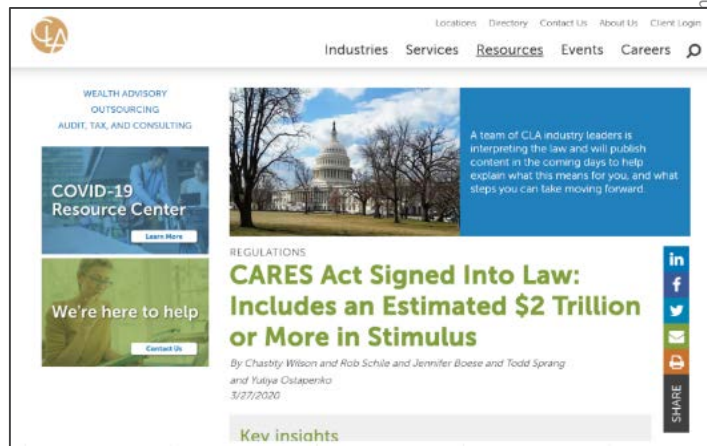 CLA
Locations Directory Contact Us About Us Client Login
Industries Services Resources Events Careers
WEALTH ADVISORY
OUTSOURCING
AUDIT, TAX, AND CONSULTING
COVID-19
Resource Center
Learn More
We're here to help
Contact Us
A team of CLA industry leaders is
interpreting the law and will publish
content in the coming days to help
explain what this means for you, and what
steps you can take moving forward.
REGULATIONS
CARES Act Signed Into Law:
Includes an Estimated $2 Trillion
or More in Stimulus
By Chastity Wilson and Rob Schile and Jennifer Boese and Todd Sprang
and Yuliya Ostapenko
3/27/2020
in
f
SHARE
Key insights